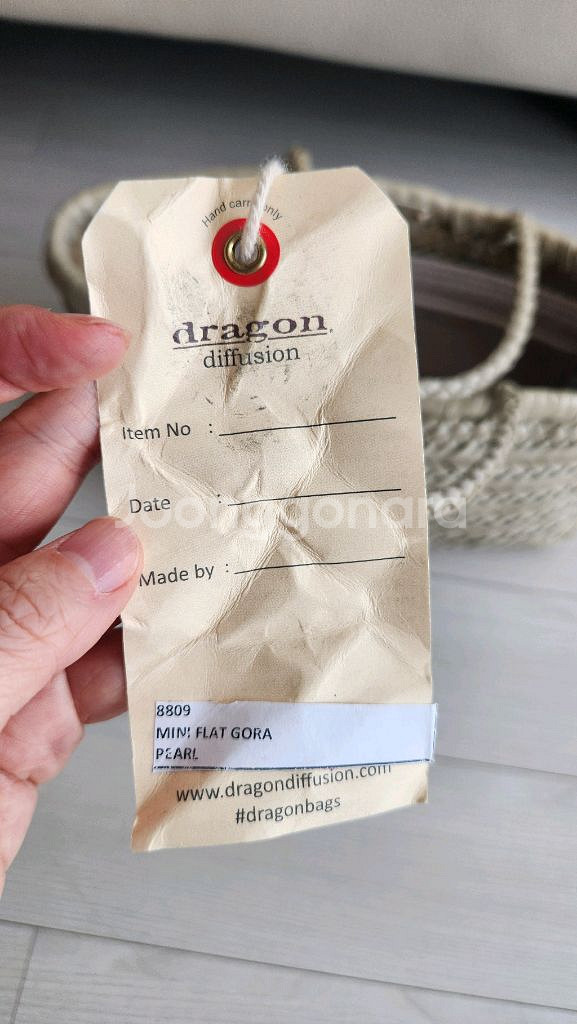 Hand carry only
dragon
diffusion
Item No :
Date :
Made by :
8809
MINI FLAT GORA
PEARL
www.dragondiffusion.com
#dragonbags